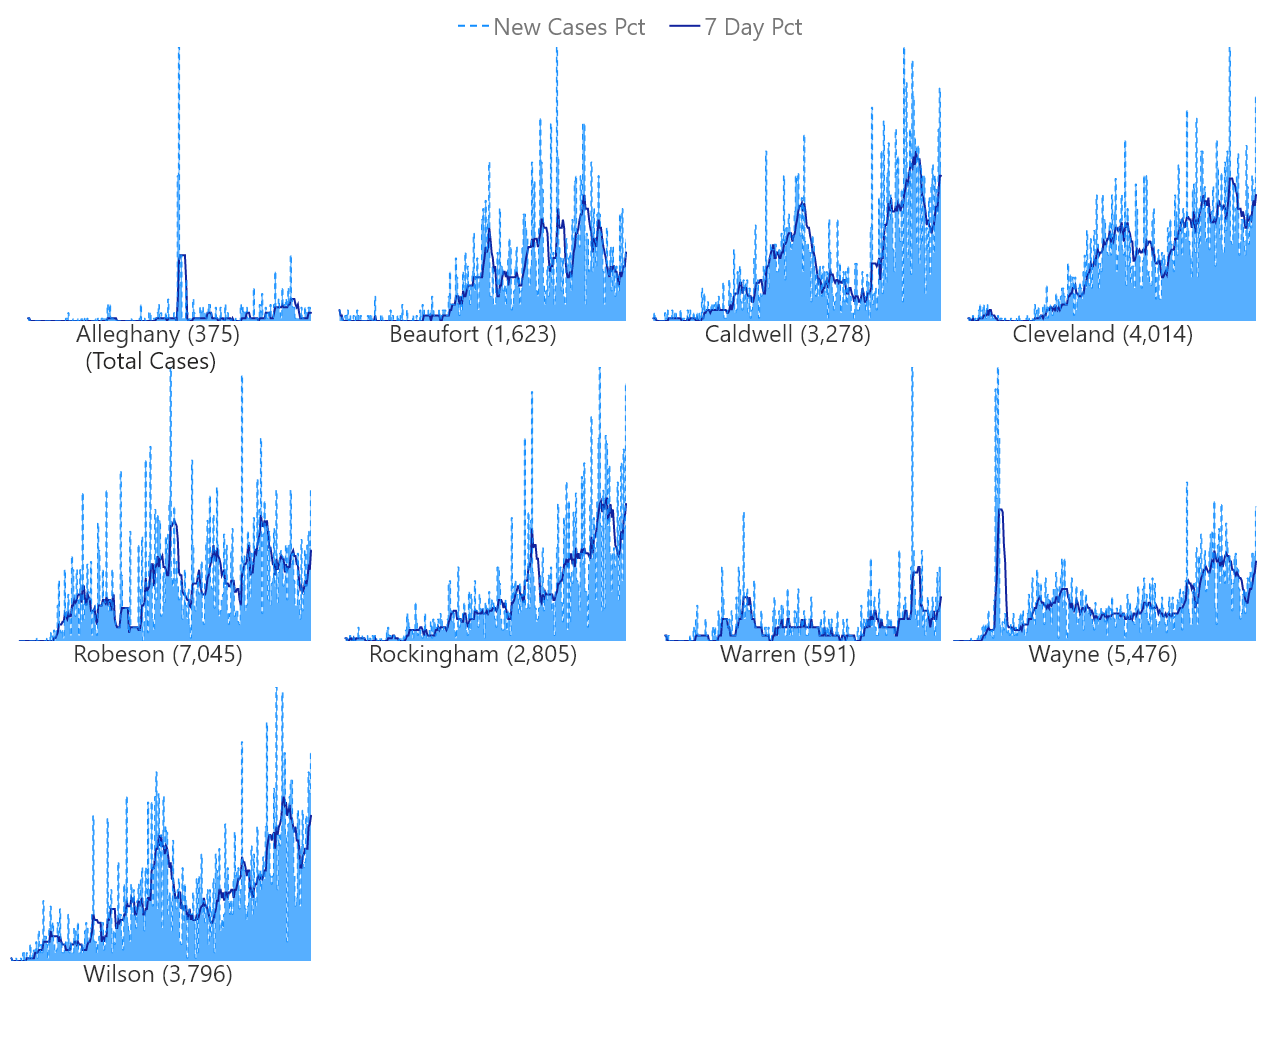 New Cases Pct 7 Day Pct
Alleghany (375) Beaufort (1,623) Caldwell (3,278) Cleveland (4,014)
(Total Cases)
Robeson (7,045) Rockingham (2,805) Warren (591) Wayne (5,476)
Wilson (3,796)